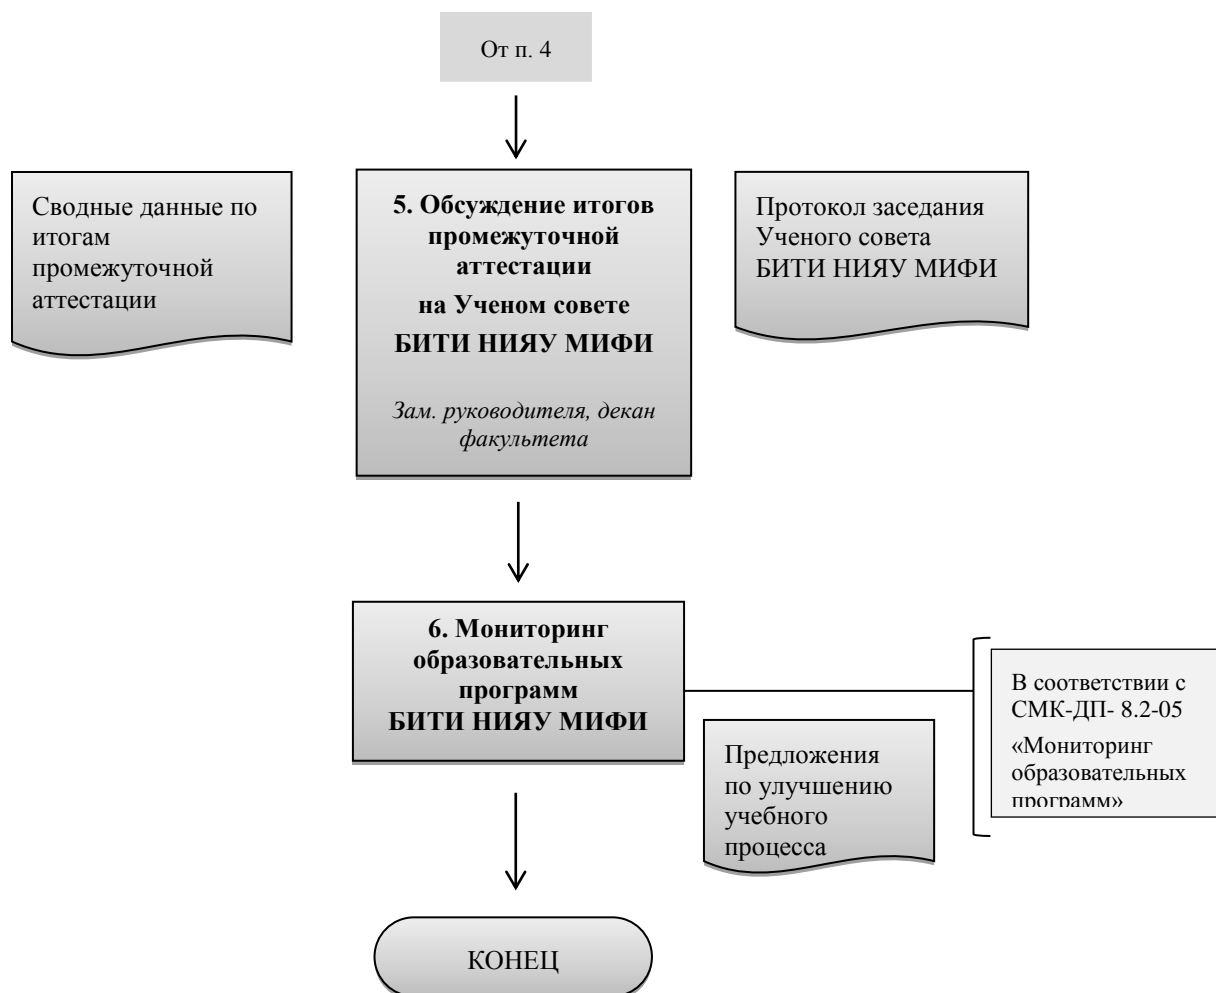 От п. 4
Сводные данные по
итогам
промежуточной
аттестации
5. Обсуждение итогов
промежуточной
аттестации
на Ученом совете
БИТИ НИЯУ МИФИ
Зам. руководителя, декан
факультета
Протокол заседания
Ученого совета
БИТИ НИЯУ МИФИ
6. Мониторинг
образовательных
программ
БИТИ НИЯУ МИФИ
Предложения
по улучшению
учебного
процесса
В соответствии с
СМК-ДП- 8.2-05
«Мониторинг
образовательных
программ»
КОНЕЦ